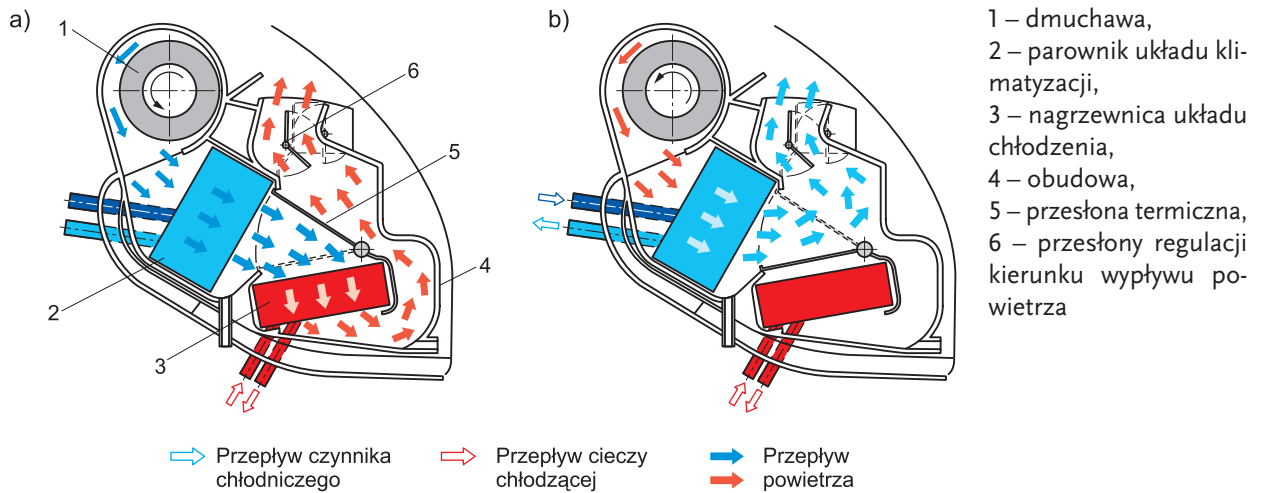 a)
1
6
5
4
2
3
b)
1 – dmuchawa,
2 – parownik układu kli-
matyzacji,
3 – nagrzewnica układu
chłodzenia,
4 – obudowa,
5 – przesłona termiczna,
6 – przesłony regulacji
kierunku wypływu po-
wietrza
Przepływ czynnika
chłodniczego
Przepływ cieczy
chłodzącej
Przepływ
powietrza